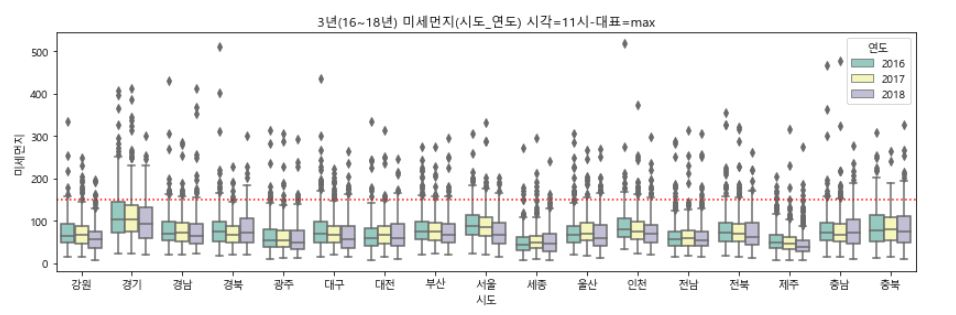 3년(16~18년) 미세먼지(시도_연도) 시각=11시-대표=max
연도
2016
2017
2018
미세먼지
500
400
300
200
100
0
강원 경기 경남 경북 광주 대구 대전 부산 서울 세종 울산 인천 전남 전북 제주 충남 충북
시도